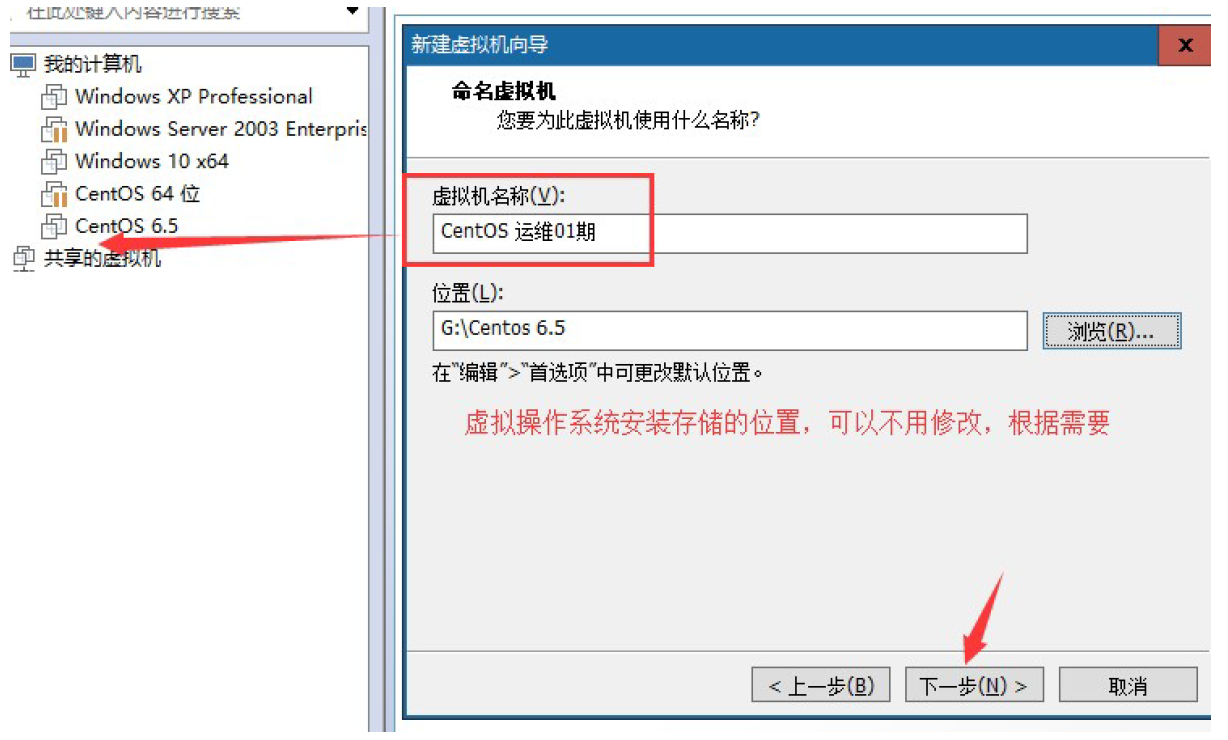 在此处键入内容进行搜索
我的计算机
Windows XP Professional
Windows Server 2003 Enterpris
Windows 10 x64
CentOS 64 位
CentOS 6.5
共享的虚拟机
新建虚拟机向导
x
命名虚拟机
您要为此虚拟机使用什么名称?
虚拟机名称(V):
CentOS 运维01期
位置(L):
G:\Centos 6.5
浏览(R)...
在"编辑">"首选项"中可更改默认位置。
虚拟操作系统安装存储的位置，可以不用修改，根据需要
< 上一步(B)
下一步(N) >
取消